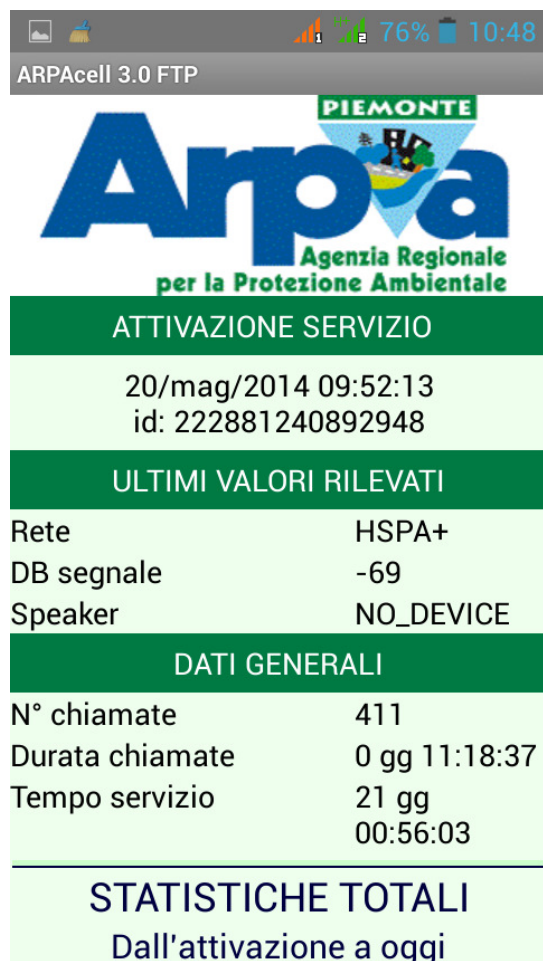 76% 10:48
ARPAcell 3.0 FTP
PIEMONTE
Arpa
Agenzia Regionale
per la Protezione Ambientale
ATTIVAZIONE SERVIZIO
20/mag/2014 09:52:13
id: 222881240892948
ULTIMI VALORI RILEVATI
Rete HSPA+
DB segnale -69
Speaker NO_DEVICE
DATI GENERALI
N° chiamate 411
Durata chiamate 0 gg 11:18:37
Tempo servizio 21 gg
00:56:03
STATISTICHE TOTALI
Dall'attivazione a oggi